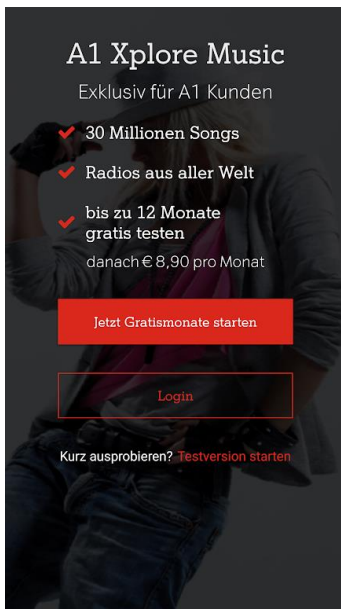 A1 Xplore Music
Exklusiv für A1 Kunden
30 Millionen Songs
Radios aus aller Welt
bis zu 12 Monate
gratis testen
danach € 8,90 pro Monat
Jetzt Gratismonate starten
Login
Kurz ausprobieren? Testversion starten